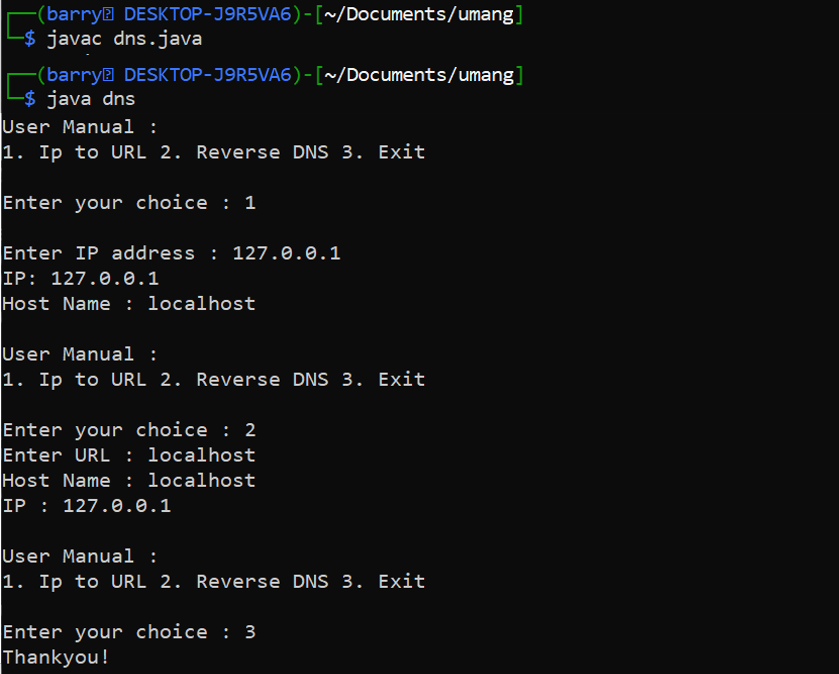 ┌──(barry DESKTOP-J9R5VA6)-[~/Documents/umang]
└─$ javac dns.java
┌──(barry DESKTOP-J9R5VA6)-[~/Documents/umang]
└─$ java dns
User Manual :
1. Ip to URL 2. Reverse DNS 3. Exit
Enter your choice : 1
Enter IP address : 127.0.0.1
IP: 127.0.0.1
Host Name : localhost
User Manual :
1. Ip to URL 2. Reverse DNS 3. Exit
Enter your choice : 2
Enter URL : localhost
Host Name : localhost
IP : 127.0.0.1
User Manual :
1. Ip to URL 2. Reverse DNS 3. Exit
Enter your choice : 3
Thankyou!